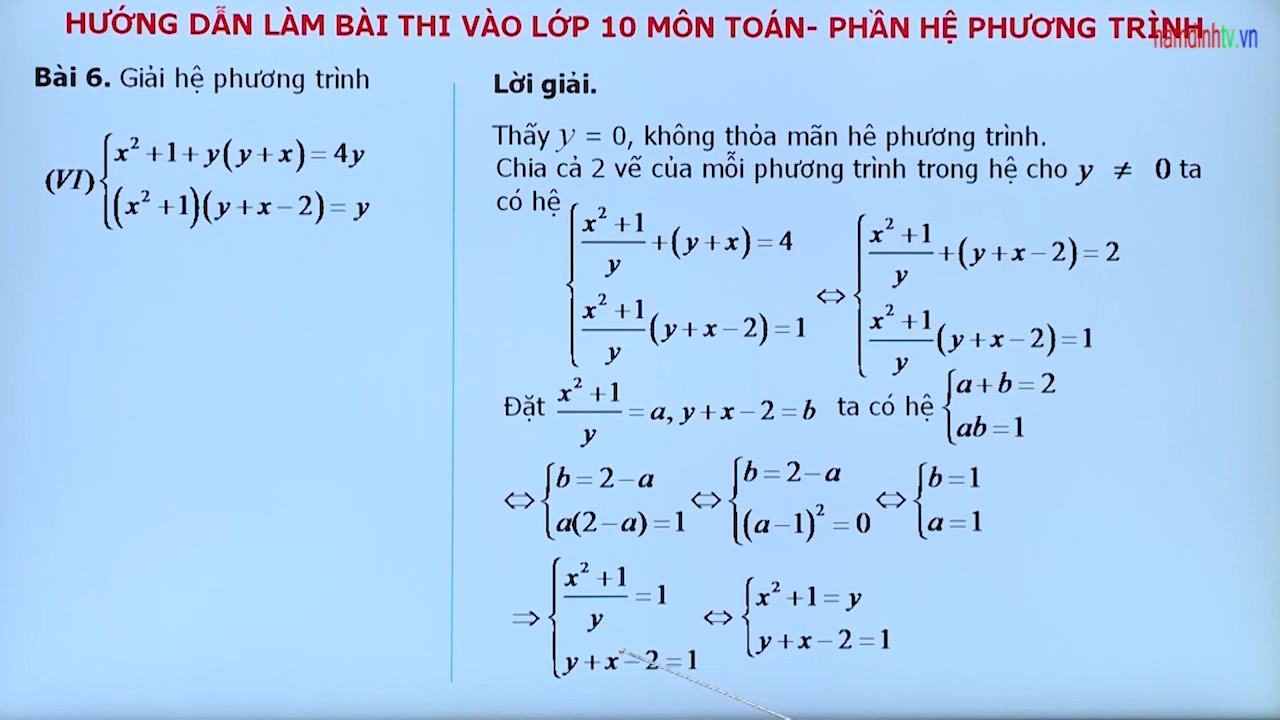 HƯỚNG DẪN LÀM BÀI THI VÀO LỚP 10 MÔN TOÁN- PHẦN HỆ PHƯƠNG TRÌNH
namdinhtv.vn
Bài 6. Giải hệ phương trình
(VI) { x² +1+ y(y+x) = 4y
(x² +1)(y+x−2) = y
Lời giải.
Thấy y = 0, không thỏa mãn hê phương trình.
Chia cả 2 vế của mỗi phương trình trong hệ cho y ≠ 0 ta
có hệ { (x² +1)/y +(y+x) = 4
(x² +1)/y (y+x−2) = 1
⇔ { (x² +1)/y +(y+x−2) = 2
(x² +1)/y (y+x−2) = 1
Đặt (x² +1)/y = a, y+x−2 = b ta có hệ { a+b = 2
ab = 1
⇔ { b = 2−a
a(2−a) = 1
⇔ { b = 2−a
(a−1)² = 0
⇔ { b = 1
a = 1
⇒ { (x² +1)/y = 1
y+x−2 = 1
⇔ { x² +1 = y
y+x−2 = 1